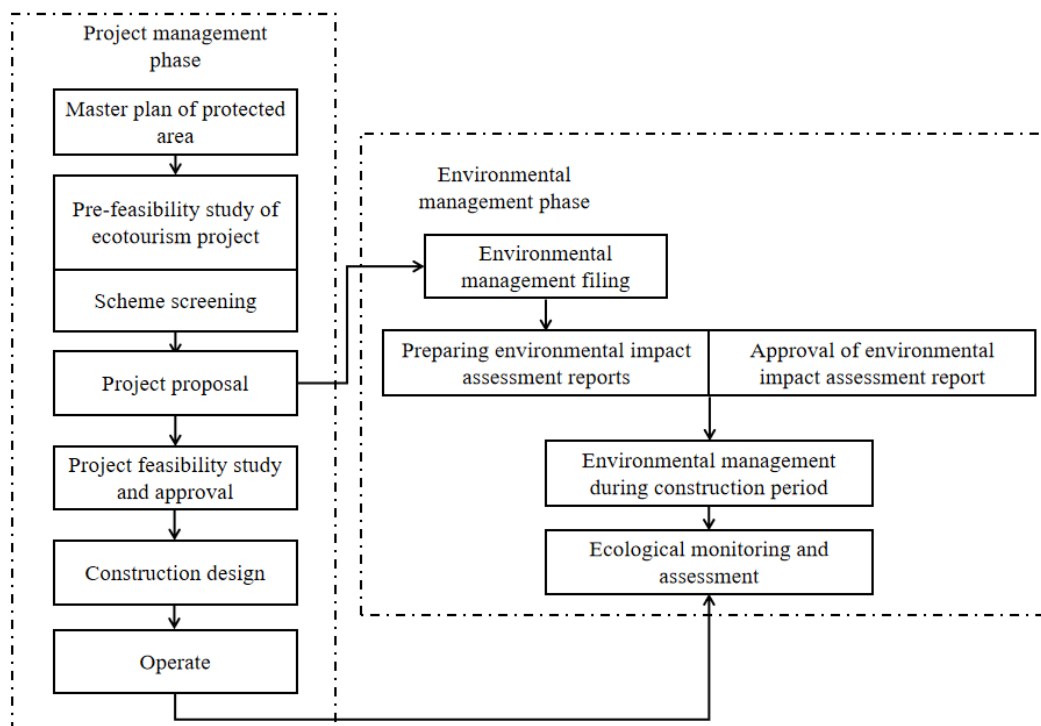 Project management
phase
Master plan of protected
area
Pre-feasibility study of
ecotourism project
Scheme screening
Project proposal
Project feasibility study
and approval
Construction design
Operate
Environmental
management phase
Environmental
management filing
Preparing environmental impact
assessment reports
Approval of environmental
impact assessment report
Environmental management
during construction period
Ecological monitoring and
assessment